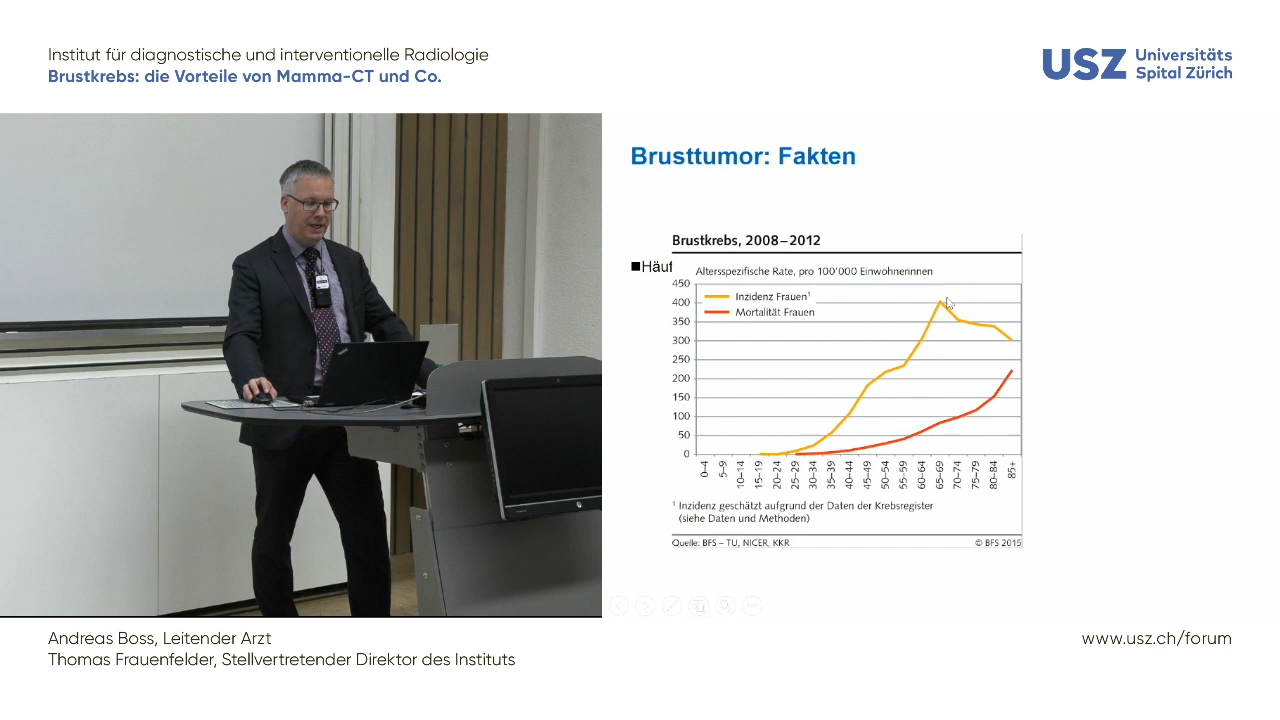 Institut für diagnostische und interventionelle Radiologie
Brustkrebs: die Vorteile von Mamma-CT und Co.
USZ Universitäts
Spital Zürich
Brusttumor: Fakten
Brustkrebs, 2008–2012
■Häuf
Altersspezifische Rate, pro 100'000 Einwohnerinnen
450
400
350
300
250
200
150
100
50
0
Inzidenz Frauen¹
Mortalität Frauen
0–4
5–9
10–14
15–19
20–24
25–29
30–34
35–39
40–44
45–49
50–54
55–59
60–64
65–69
70–74
75–79
80–84
85+
¹ Inzidenz geschätzt aufgrund der Daten der Krebsregister
(siehe Daten und Methoden)
Quelle: BFS – TU, NICER, KKR
© BFS 2015
Andreas Boss, Leitender Arzt
Thomas Frauenfelder, Stellvertretender Direktor des Instituts
www.usz.ch/forum